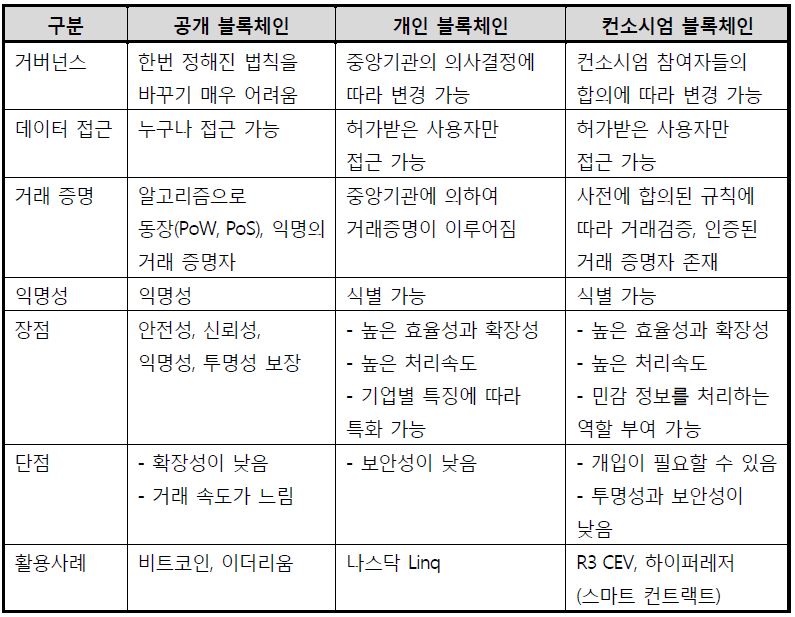 구분 공개 블록체인 개인 블록체인 컨소시엄 블록체인
거버넌스 한번 정해진 법칙을 중앙기관의 의사결정에 컨소시엄 참여자들의
바꾸기 매우 어려움 따라 변경 가능 합의에 따라 변경 가능
데이터 접근 누구나 접근 가능 허가받은 사용자만 허가받은 사용자만
접근 가능 접근 가능
거래 증명 알고리즘으로 중앙기관에 의하여 사전에 합의된 규칙에
동장(PoW, PoS), 익명의 거래증명이 이루어짐 따라 거래검증, 인증된
거래 증명자 거래 증명자 존재
익명성 익명성 식별 가능 식별 가능
장점 안전성, 신뢰성, - 높은 효율성과 확장성 - 높은 효율성과 확장성
익명성, 투명성 보장 - 높은 처리속도 - 높은 처리속도
- 기업별 특징에 따라 - 민감 정보를 처리하는
특화 가능 역할 부여 가능
단점 - 확장성이 낮음 - 보안성이 낮음 - 개입이 필요할 수 있음
- 거래 속도가 느림 - 투명성과 보안성이
낮음
활용사례 비트코인, 이더리움 나스닥 Linq R3 CEV, 하이퍼레저
(스마트 컨트랙트)